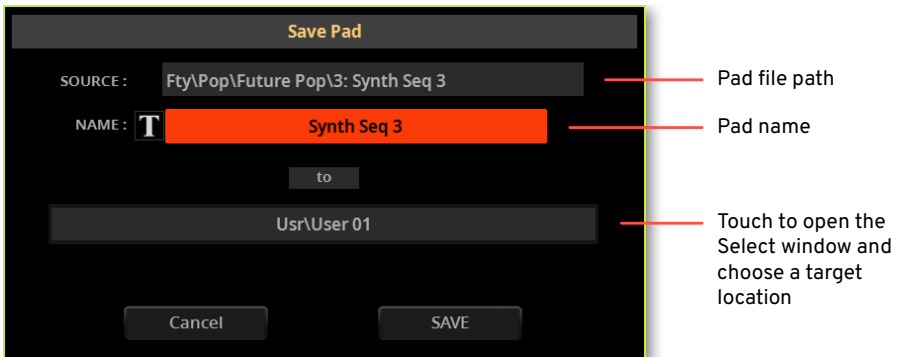 Save Pad
SOURCE :
Fty\Pop\Future Pop\3: Synth Seq 3
Pad file path
NAME :
T
Synth Seq 3
Pad name
to
Usr\User 01
Touch to open the
Select window and
choose a target
location
Cancel
SAVE